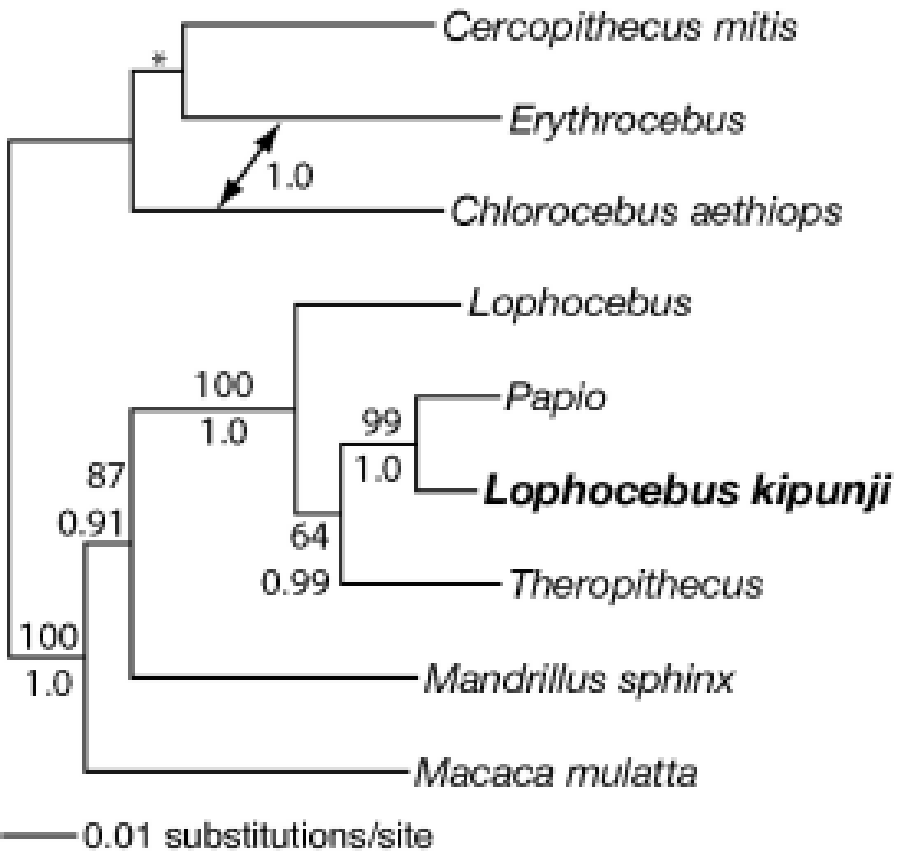 Cercopithecus mitis
*
Erythrocebus
1.0
Chlorocebus aethiops
Lophocebus
100
1.0
Papio
99
1.0
87
Lophocebus kipunji
0.91
64
0.99
Theropithecus
100
1.0
Mandrillus sphinx
Macaca mulatta
0.01 substitutions/site